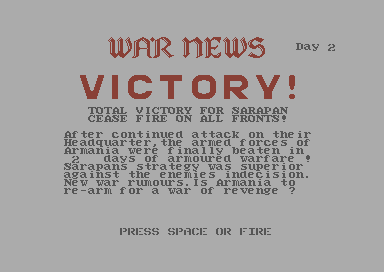 WAR NEWS
Day 2
VICTORY!
TOTAL VICTORY FOR SARAPAN
CEASE FIRE ON ALL FRONTS!
After continued attack on their
Headquarter,the armed forces of
Armania were finally beaten in
2 days of armoured warfare !
Sarapans strategy was superior
against the enemies indecision.
New war rumours.Is Armania to
re-arm for a war of revenge ?
PRESS SPACE OR FIRE